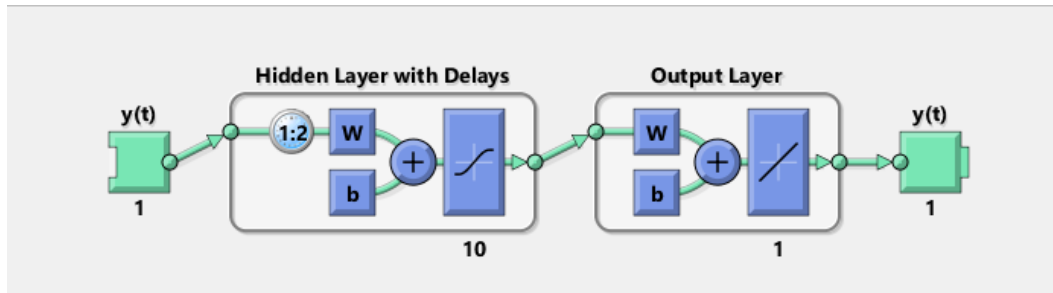 Hidden Layer with Delays
Output Layer
y(t)
y(t)
1:2
W
W
+
+
b
b
1
1
10
1